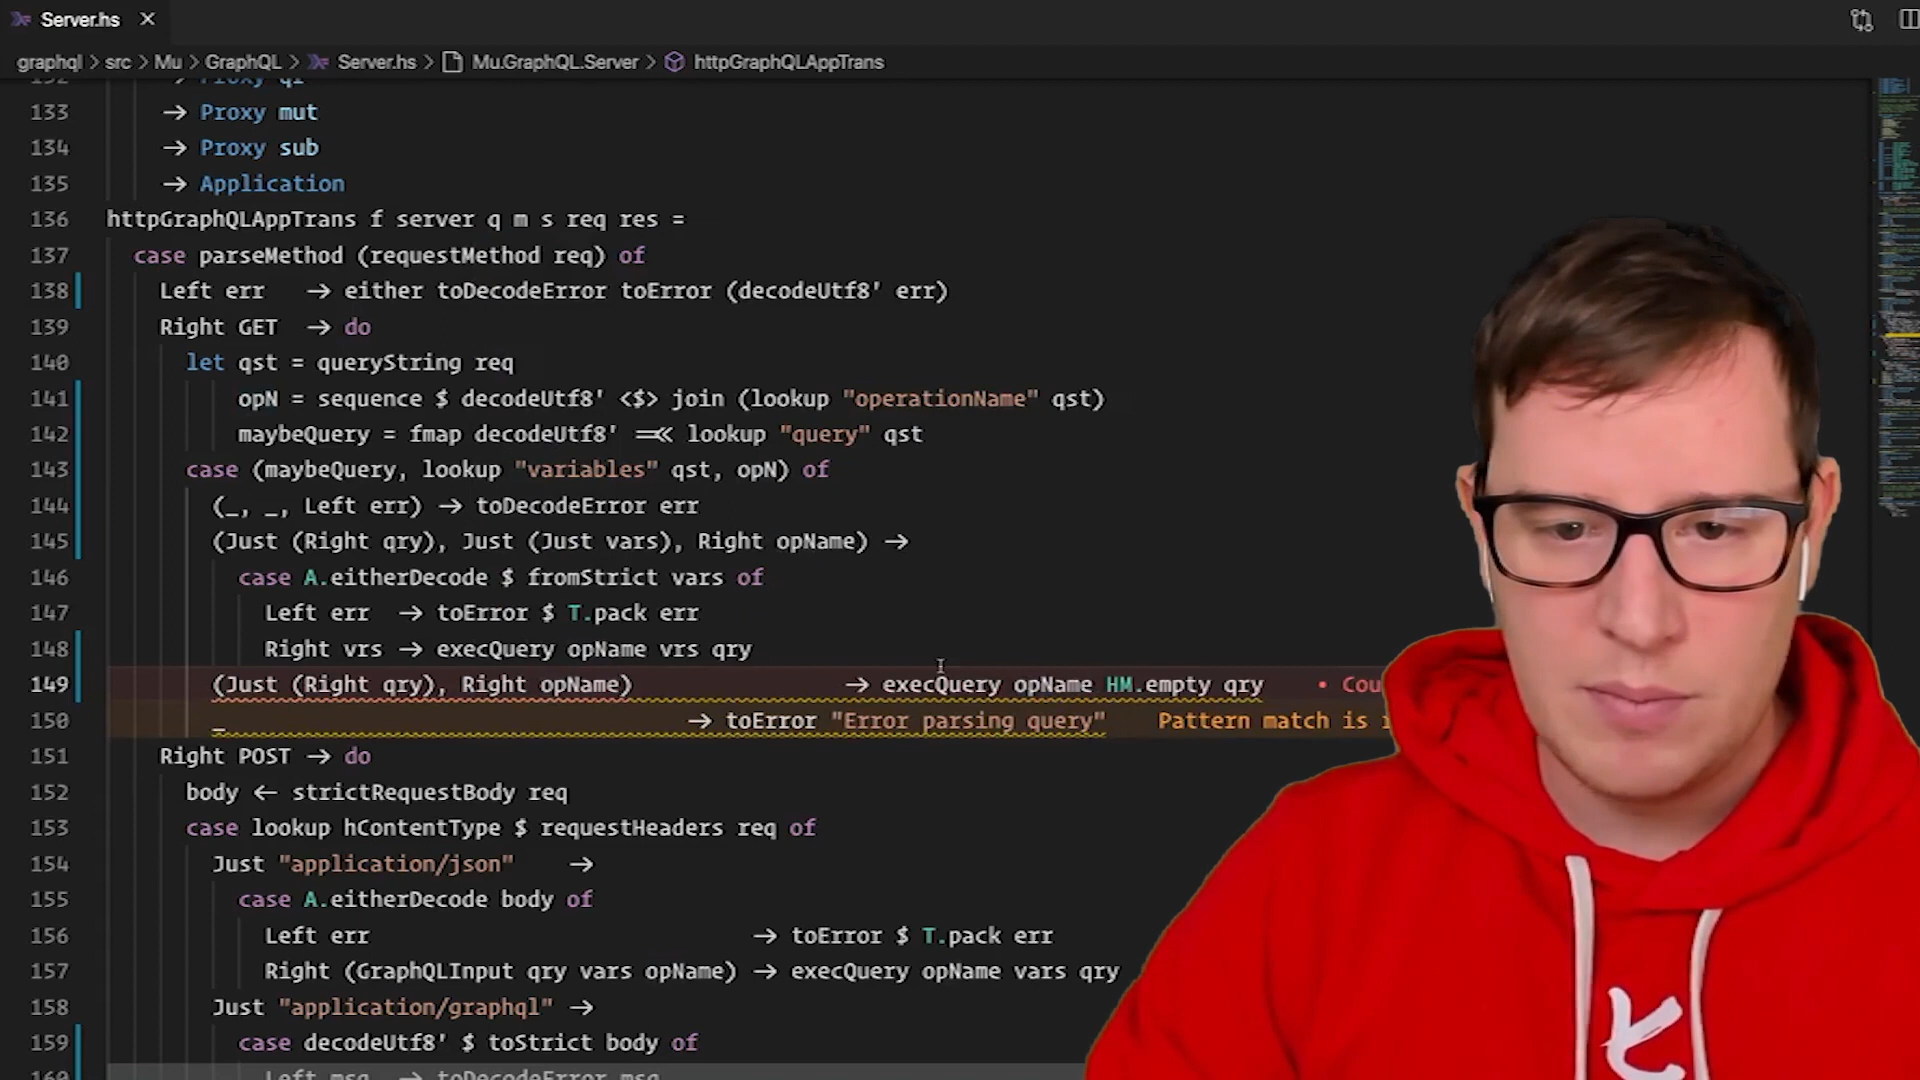 Server.hs
graphql > src > Mu > GraphQL > Server.hs > Mu.GraphQL.Server > httpGraphQLAppTrans
132 → Proxy qr
133 → Proxy mut
134 → Proxy sub
135 → Application
136 httpGraphQLAppTrans f server q m s req res =
137 case parseMethod (requestMethod req) of
138 Left err → either toDecodeError toError (decodeUtf8' err)
139 Right GET → do
140 let qst = queryString req
141 opN = sequence $ decodeUtf8' <$> join (lookup "operationName" qst)
142 maybeQuery = fmap decodeUtf8' =<< lookup "query" qst
143 case (maybeQuery, lookup "variables" qst, opN) of
144 (_, _, Left err) → toDecodeError err
145 (Just (Right qry), Just (Just vars), Right opName) →
146 case A.eitherDecode $ fromStrict vars of
147 Left err → toError $ T.pack err
148 Right vrs → execQuery opName vrs qry
149 (Just (Right qry), Right opName) → execQuery opName HM.empty qry • Cou
150 _ → toError "Error parsing query" Pattern match is
151 Right POST → do
152 body ← strictRequestBody req
153 case lookup hContentType $ requestHeaders req of
154 Just "application/json" →
155 case A.eitherDecode body of
156 Left err → toError $ T.pack err
157 Right (GraphQLInput qry vars opName) → execQuery opName vars qry
158 Just "application/graphql" →
159 case decodeUtf8' $ toStrict body of
160 Left msg → toDecodeError msg